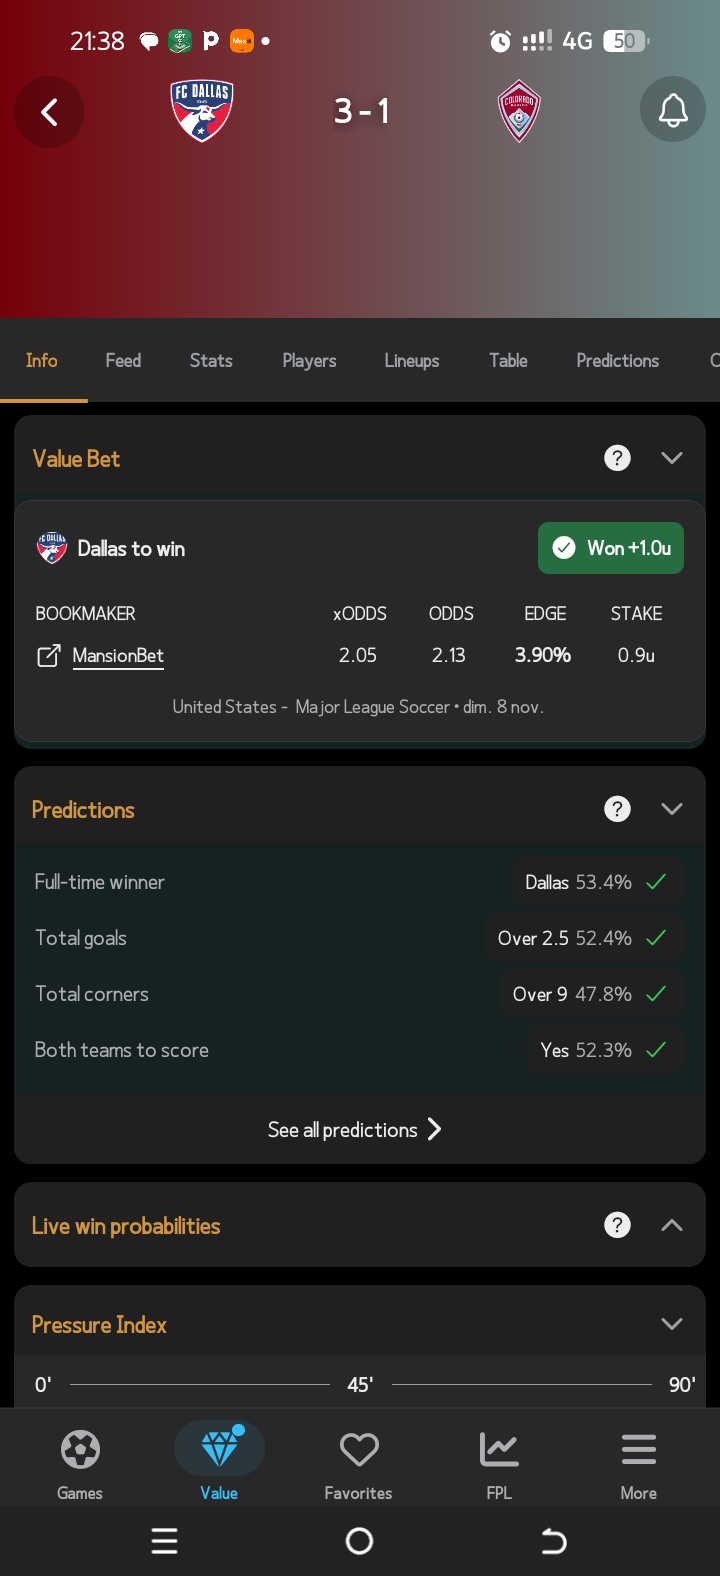 21:38
4G 50
FC DALLAS
3 - 1
COLORADO
Info Feed Stats Players Lineups Table Predictions
Value Bet ?
Dallas to win Won +1.0u
BOOKMAKER xODDS ODDS EDGE STAKE
MansionBet 2.05 2.13 3.90% 0.9u
United States - Major League Soccer • dim. 8 nov.
Predictions ?
Full-time winner Dallas 53.4%
Total goals Over 2.5 52.4%
Total corners Over 9 47.8%
Both teams to score Yes 52.3%
See all predictions
Live win probabilities ?
Pressure Index
0' 45' 90'
Games Value Favorites FPL More